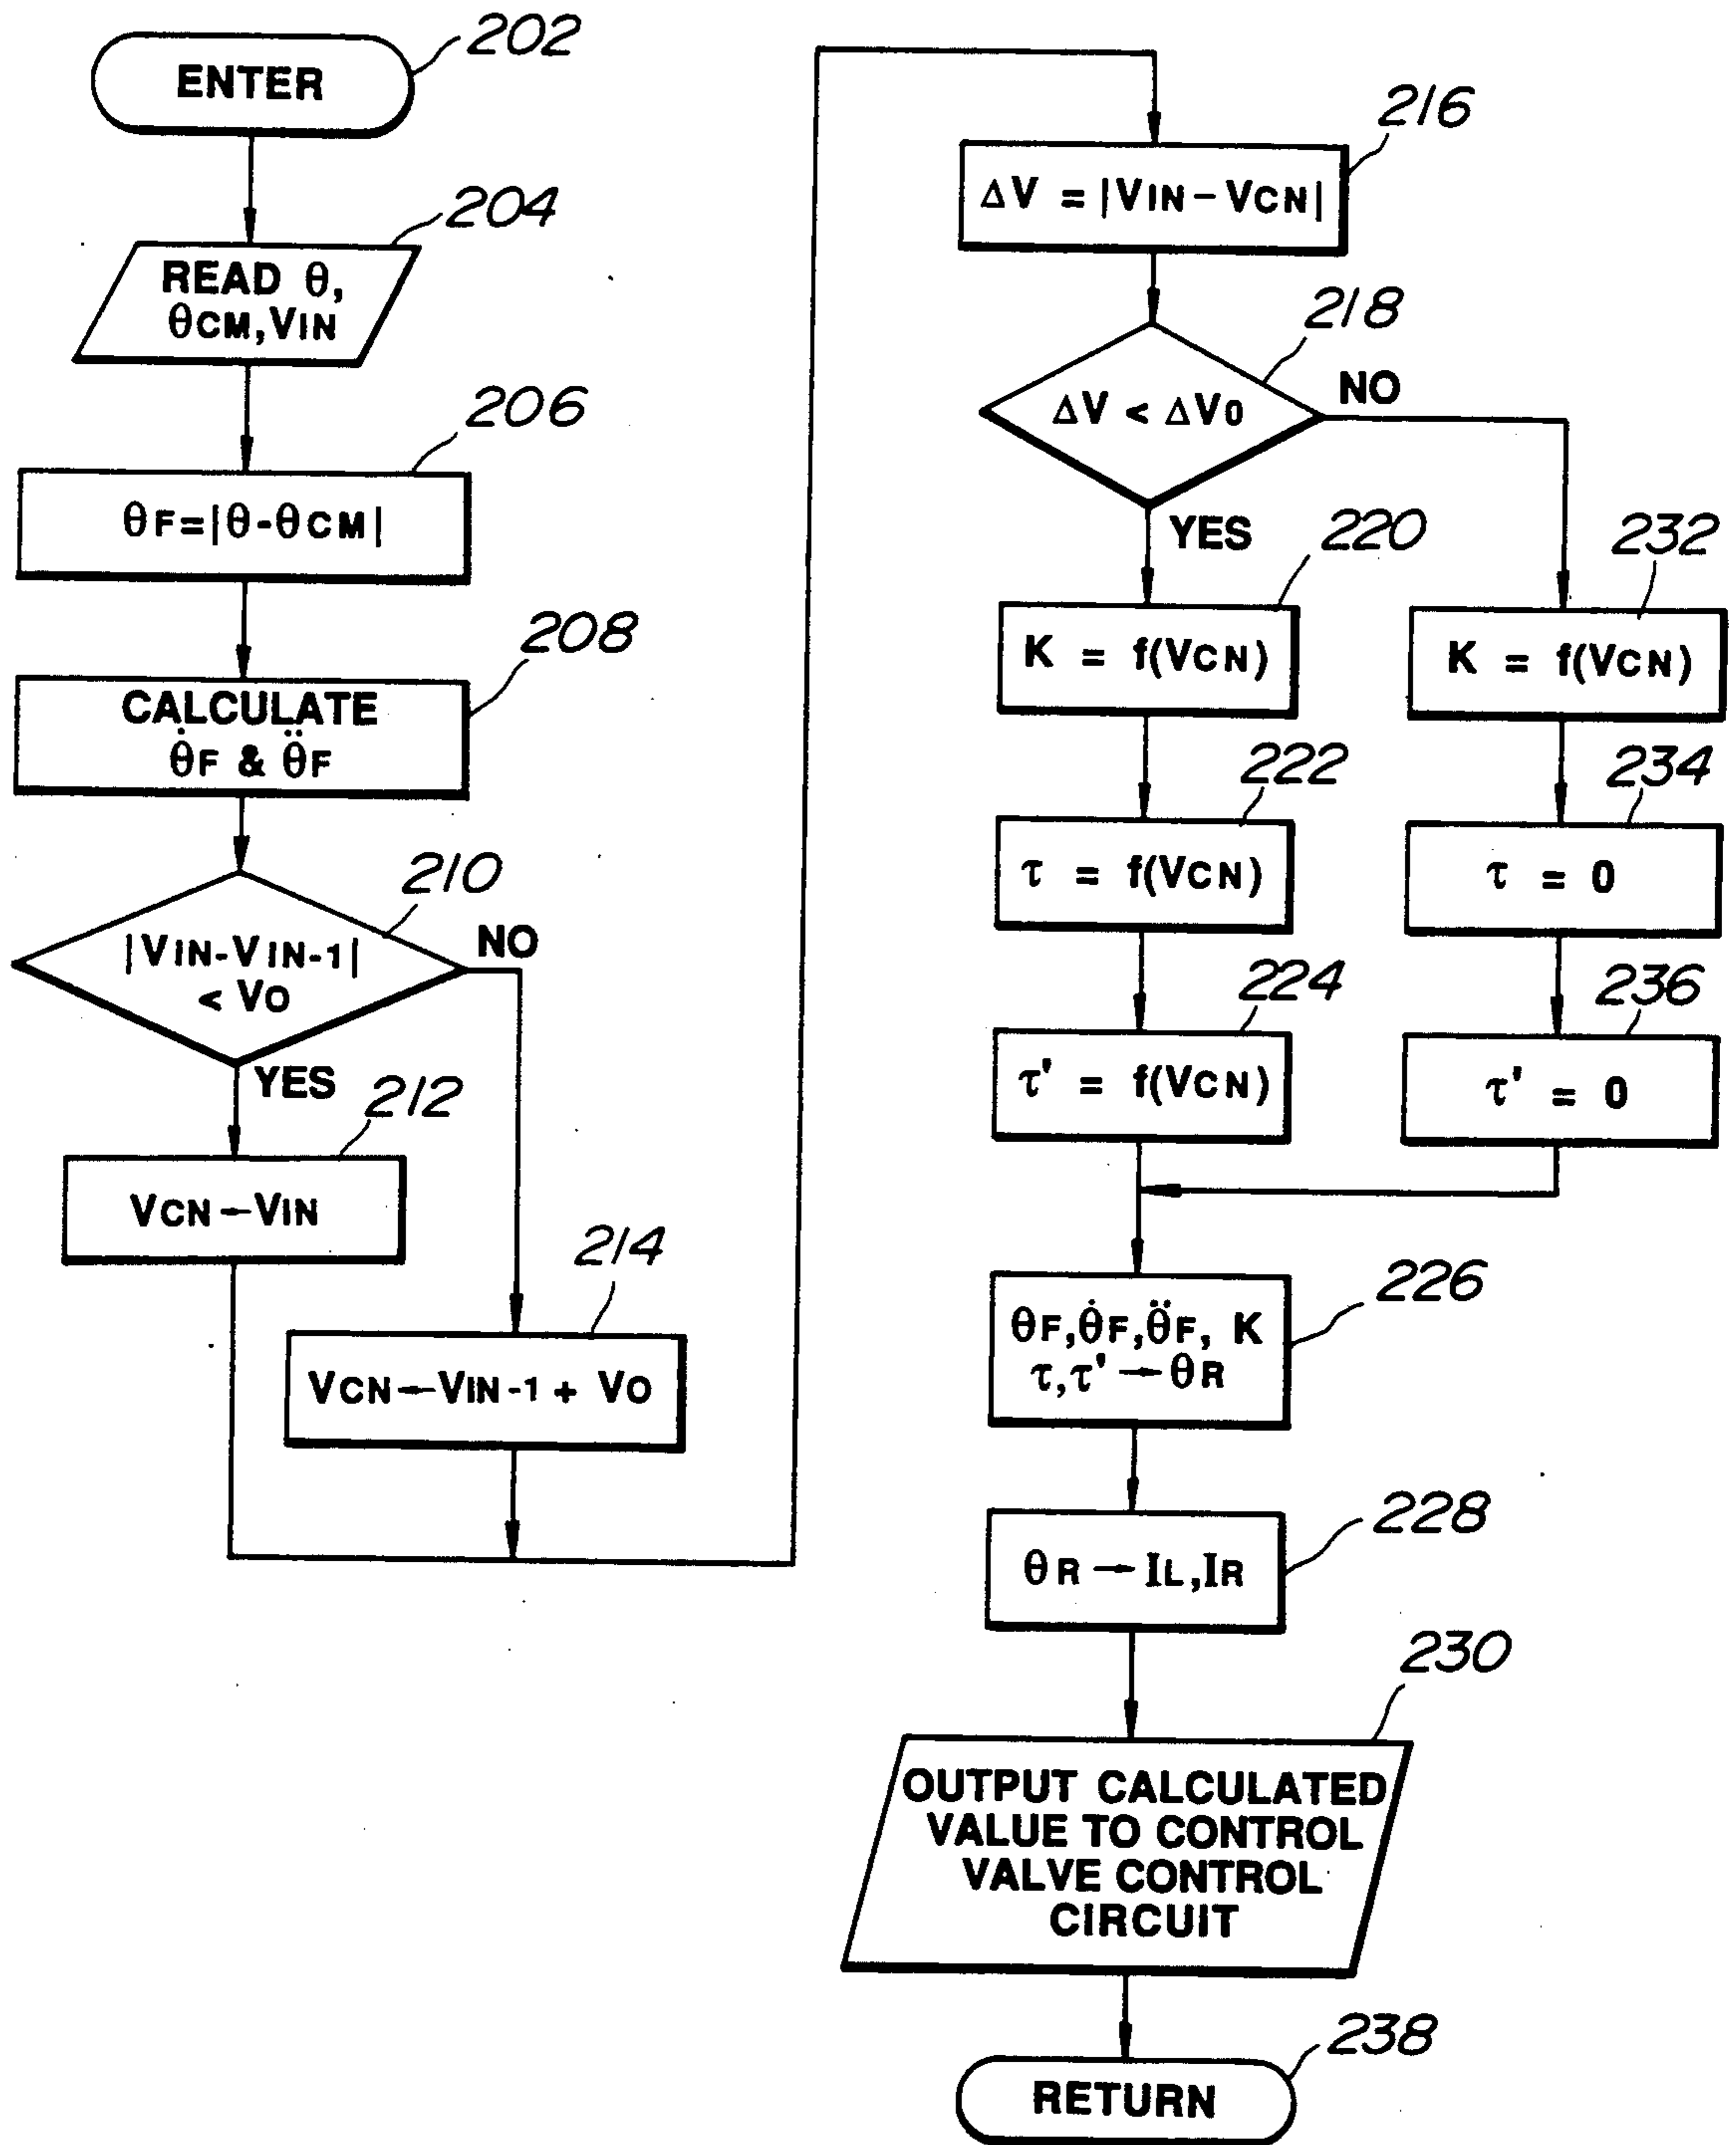 202
ENTER
204
READ θ,
θCM,VIN
206
θF=|θ-θCM|
208
CALCULATE
θ̇F & θ̈F
210
|VIN-VIN-1|
< VO
NO
YES
212
VCN←VIN
214
VCN←VIN-1 + VO
216
ΔV = |VIN-VCN|
218
ΔV < ΔV0
NO
YES
220
K = f(VCN)
222
τ = f(VCN)
224
τ' = f(VCN)
232
K = f(VCN)
234
τ = 0
236
τ' = 0
226
θF,θ̇F,θ̈F, K
τ,τ'→θR
228
θR→IL,IR
230
OUTPUT CALCULATED
VALUE TO CONTROL
VALVE CONTROL
CIRCUIT
238
RETURN